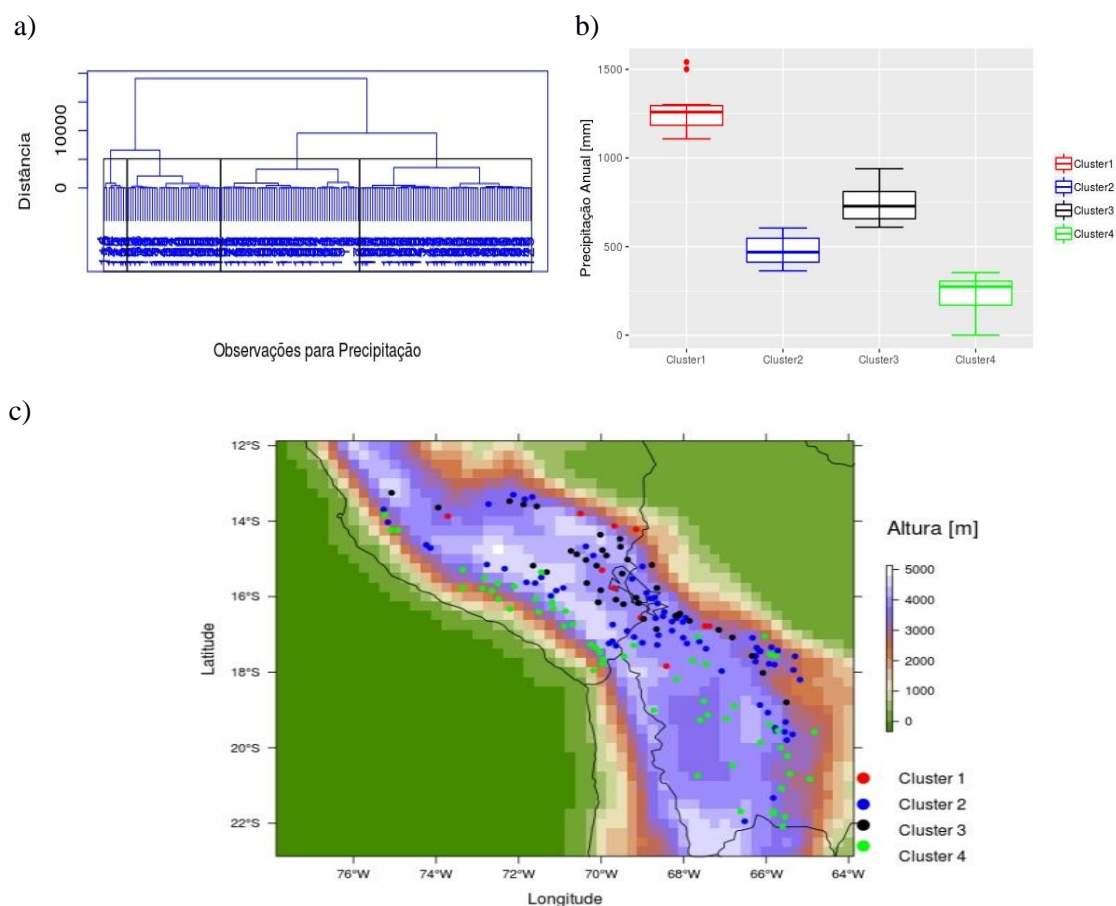 a)
Distância
0
10000
Observações para Precipitação
b)
Precipitação Anual [mm]
1500
1000
500
0
Cluster1
Cluster2
Cluster3
Cluster4
Cluster1
Cluster2
Cluster3
Cluster4
c)
Latitude
12°S
14°S
16°S
18°S
20°S
22°S
76°W
74°W
72°W
70°W
68°W
66°W
64°W
Longitude
Altura [m]
5000
4000
3000
2000
1000
0
Cluster 1
Cluster 2
Cluster 3
Cluster 4